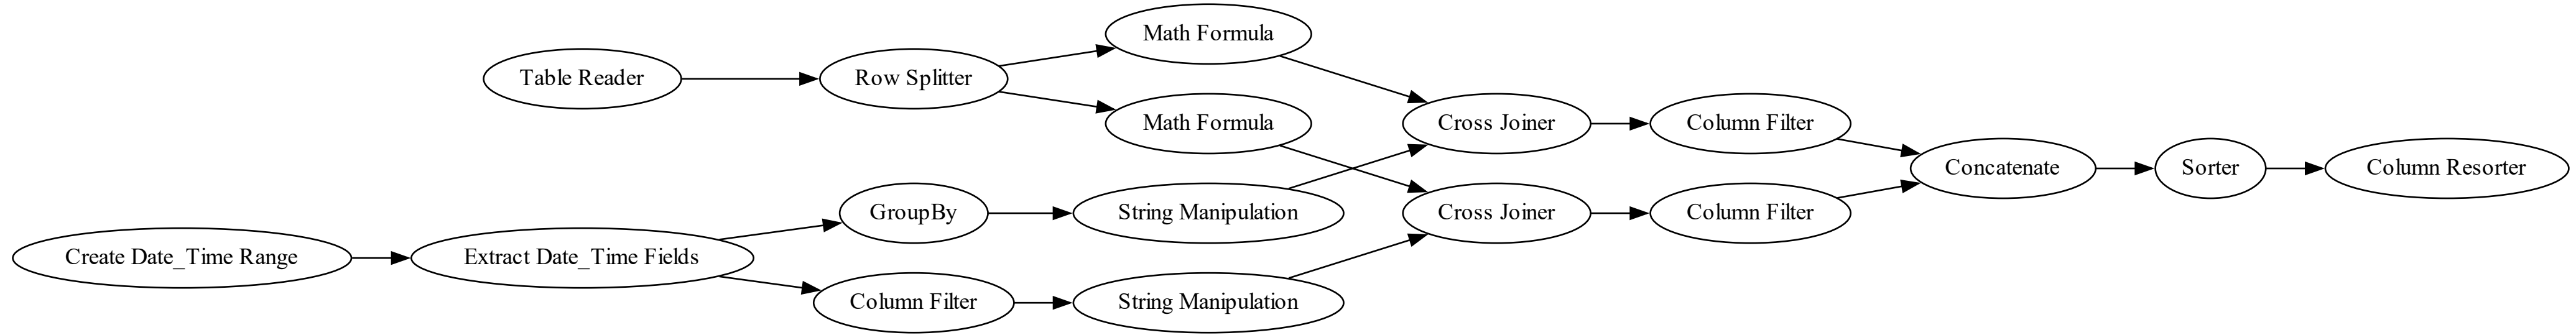 Math Formula
Table Reader
Row Splitter
Math Formula
Cross Joiner
Column Filter
Concatenate
Sorter
Column Resorter
GroupBy
String Manipulation
Cross Joiner
Column Filter
Create Date_Time Range
Extract Date_Time Fields
Column Filter
String Manipulation